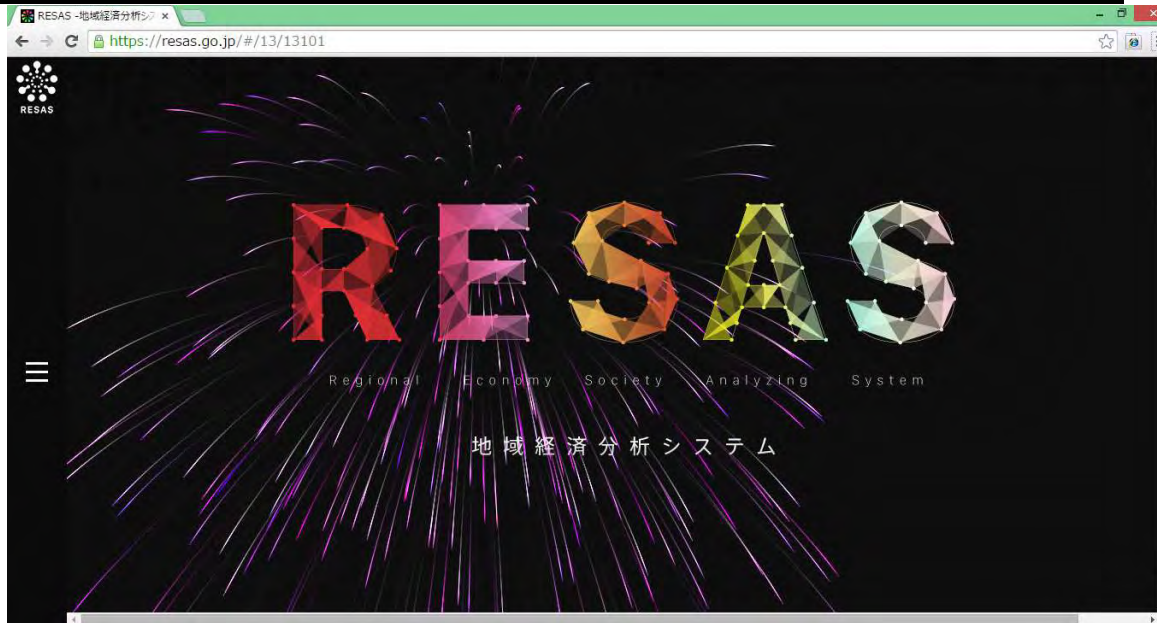 RESAS -地域経済分析シス
https://resas.go.jp/#/13/13101
RESAS
RESAS
Regional Economy Society Analyzing System
地域経済分析システム